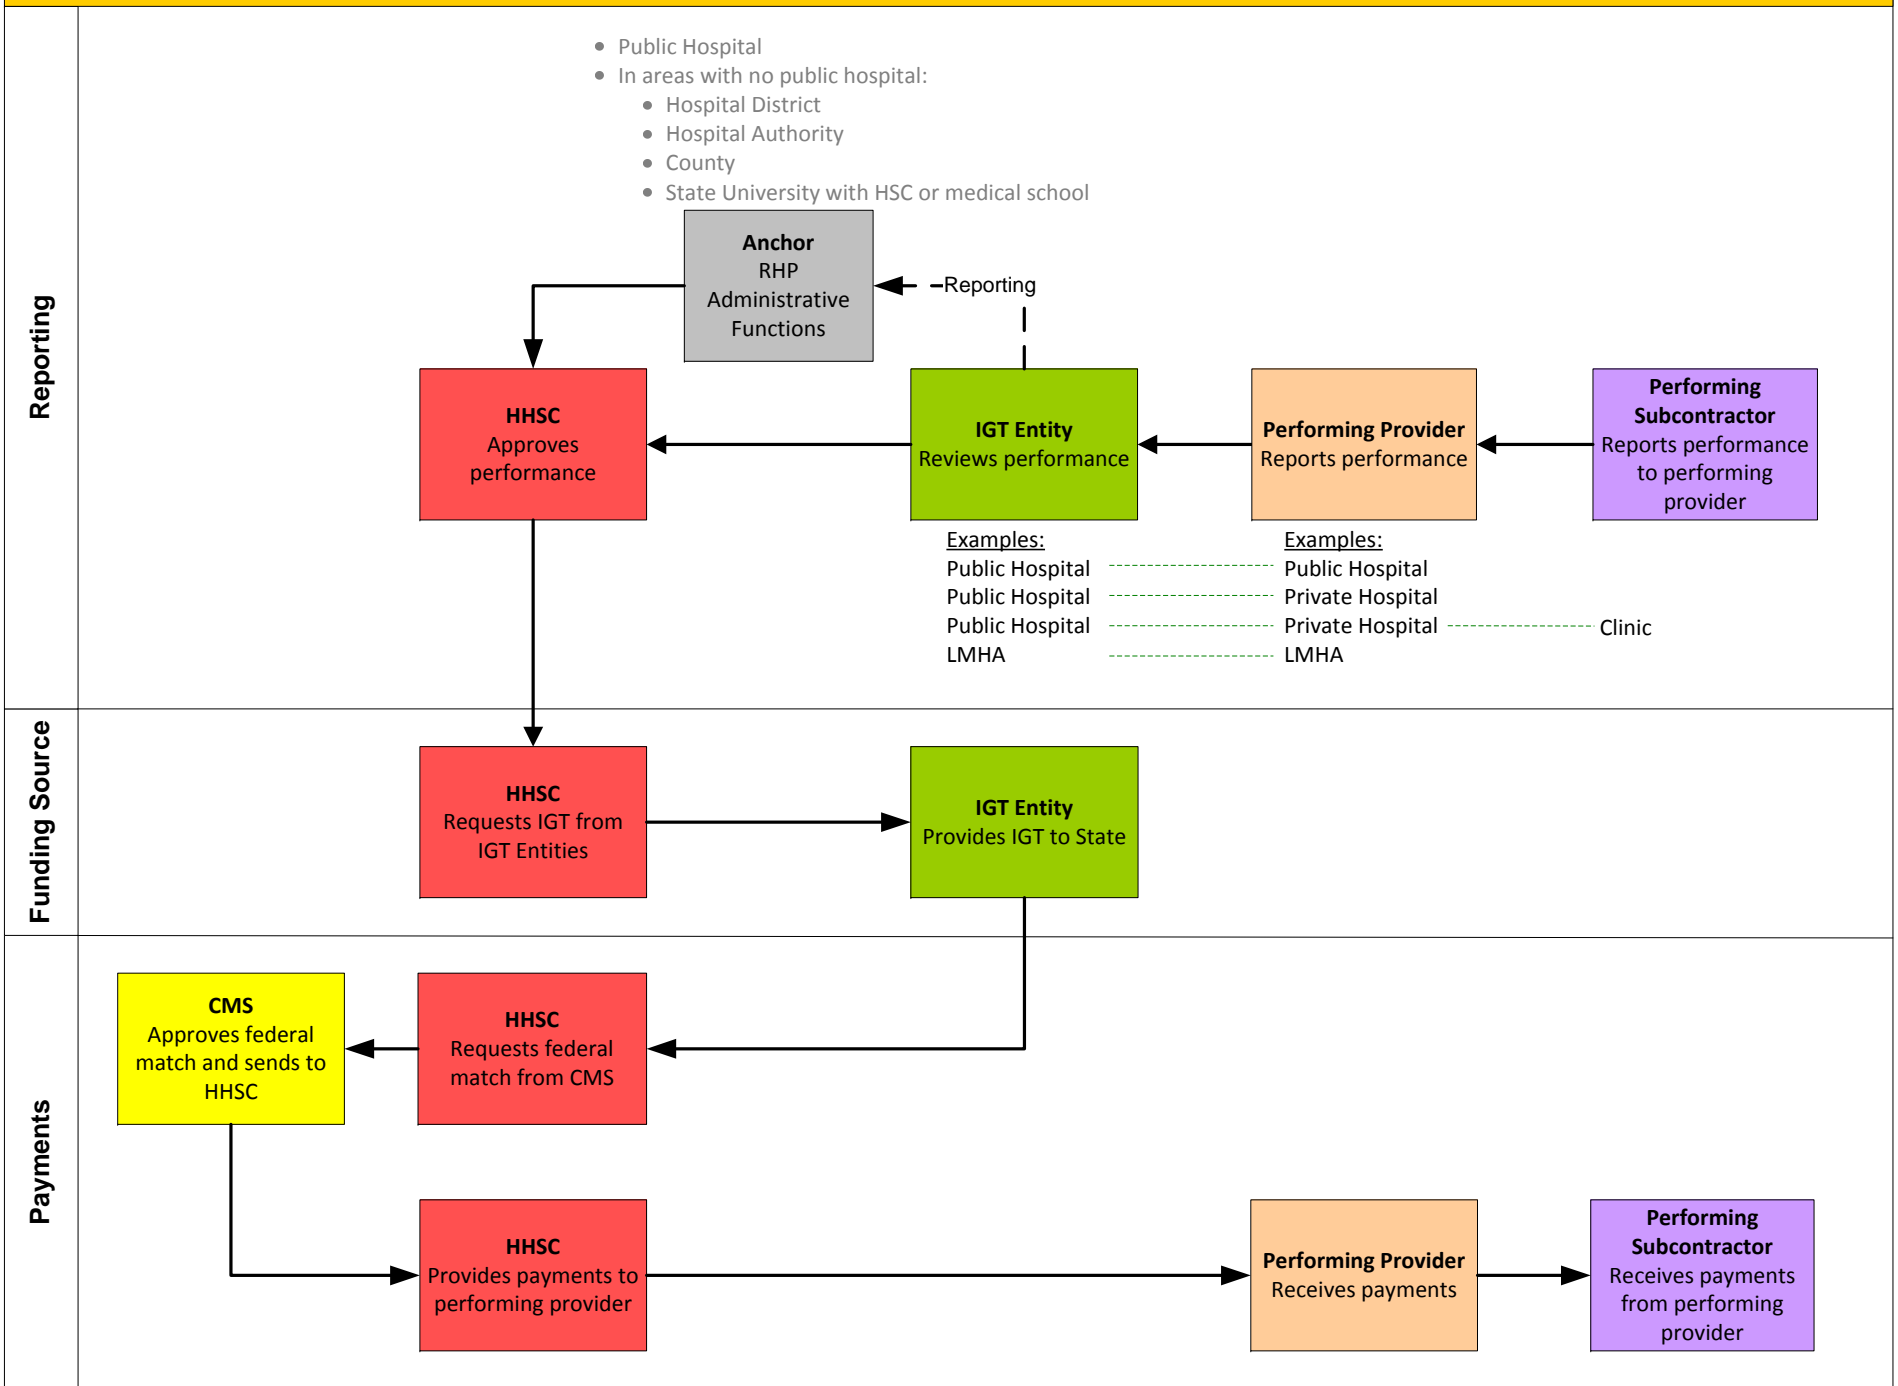 Public Hospital
In areas with no public hospital:
Hospital District
Hospital Authority
County
State University with HSC or medical school
Reporting
Anchor
RHP
Administrative
Functions
Reporting
HHSC
Approves
performance
IGT Entity
Reviews performance
Performing Provider
Reports performance
Performing
Subcontractor
Reports performance
to performing
provider
Examples:
Public Hospital
Public Hospital
Public Hospital
LMHA
Examples:
Public Hospital
Private Hospital
Private Hospital
LMHA
Clinic
Funding Source
HHSC
Requests IGT from
IGT Entities
IGT Entity
Provides IGT to State
Payments
CMS
Approves federal
match and sends to
HHSC
HHSC
Requests federal
match from CMS
HHSC
Provides payments to
performing provider
Performing Provider
Receives payments
Performing
Subcontractor
Receives payments
from performing
provider